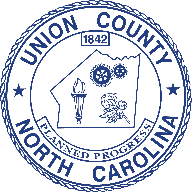 UNION COUNTY
1842
PLANNED PROGRESS
NORTH CAROLINA